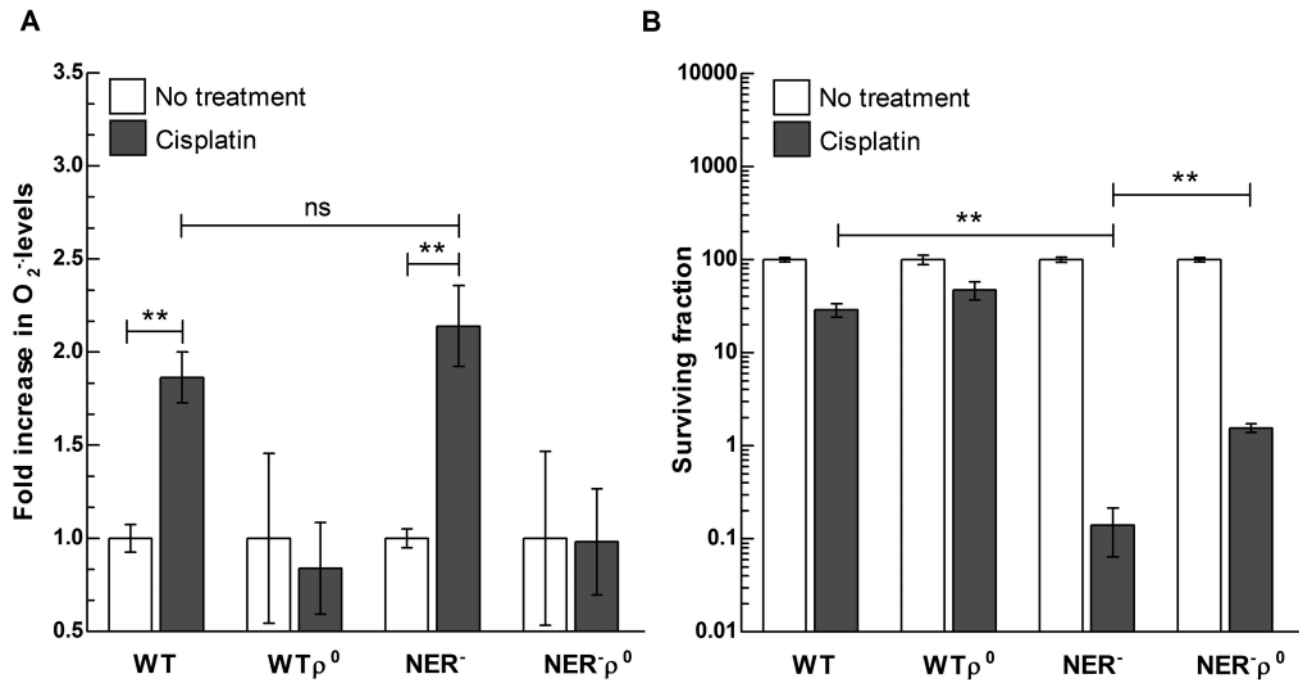 A
Fold increase in O₂·-levels
3.5
3.0
2.5
2.0
1.5
1.0
0.5
No treatment
Cisplatin
ns
**
**
WT
WTρ⁰
NER⁻
NER⁻ρ⁰
B
Surviving fraction
10000
1000
100
10
1
0.1
0.01
No treatment
Cisplatin
**
**
WT
WTρ⁰
NER⁻
NER⁻ρ⁰